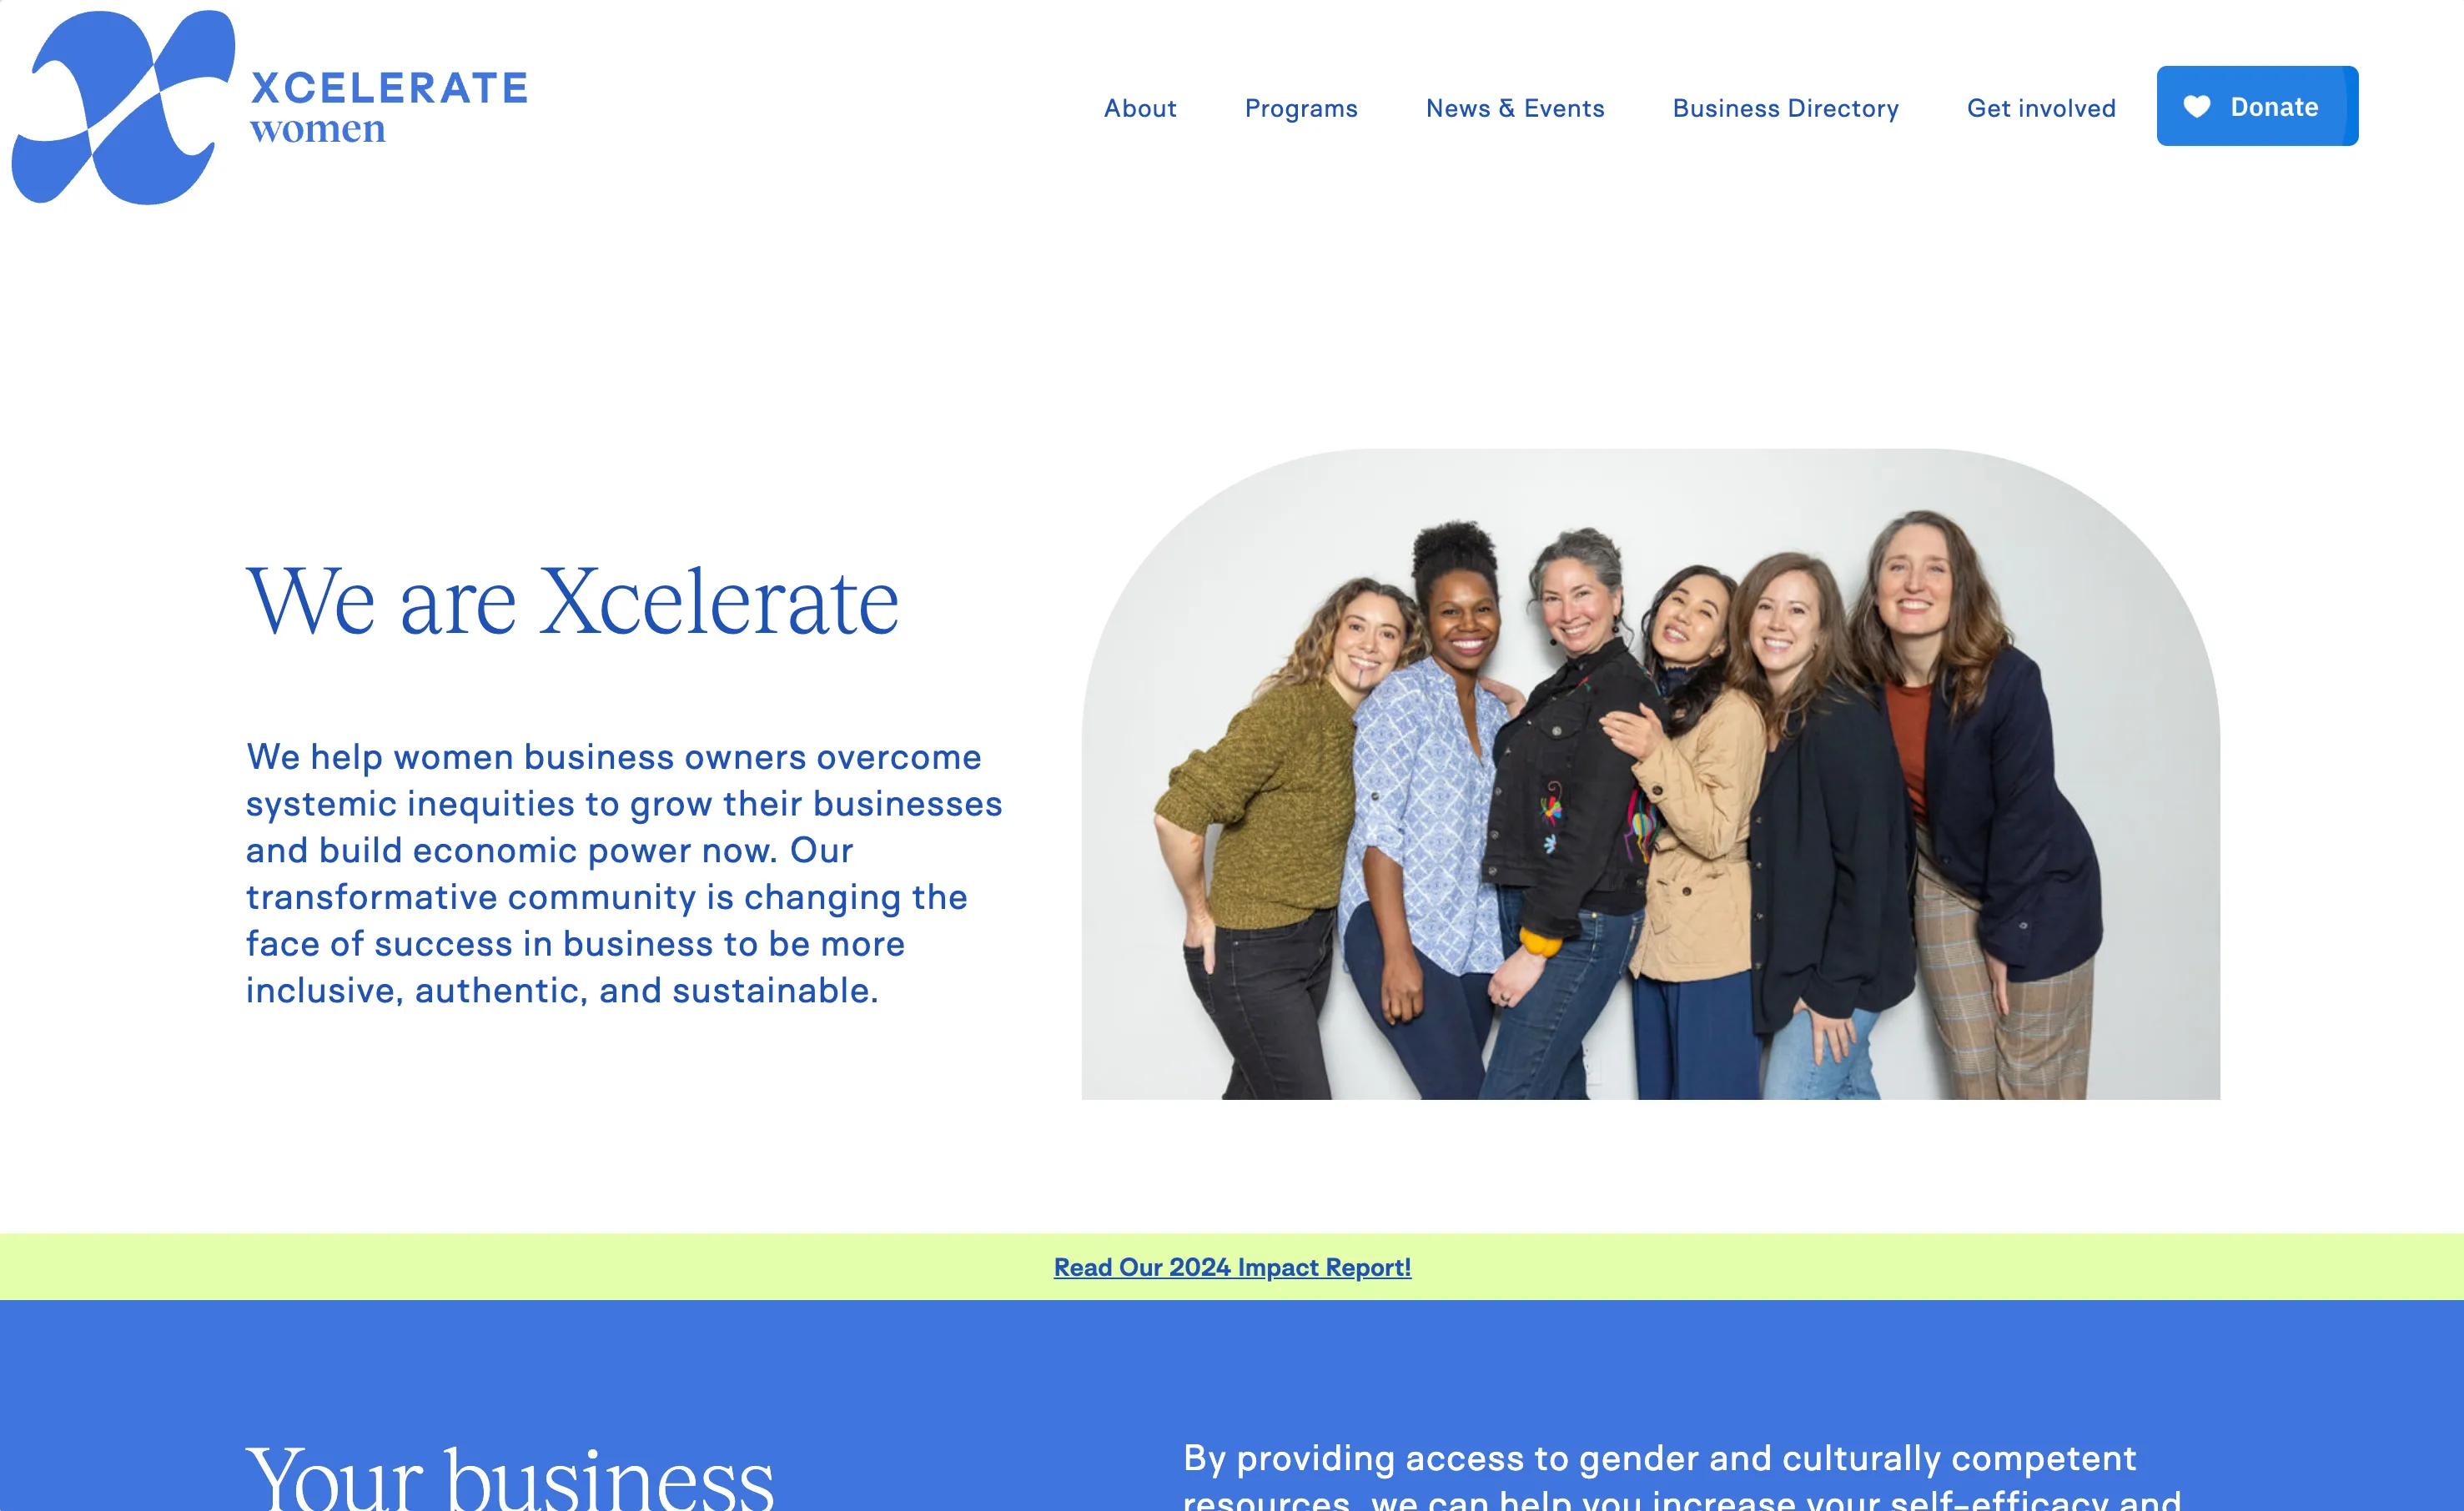 XCELERATE
women
About
Programs
News & Events
Business Directory
Get involved
Donate
We are Xcelerate
We help women business owners overcome
systemic inequities to grow their businesses
and build economic power now. Our
transformative community is changing the
face of success in business to be more
inclusive, authentic, and sustainable.
Read Our 2024 Impact Report!
Your business
By providing access to gender and culturally competent
resources, we can help you increase your self-efficacy and